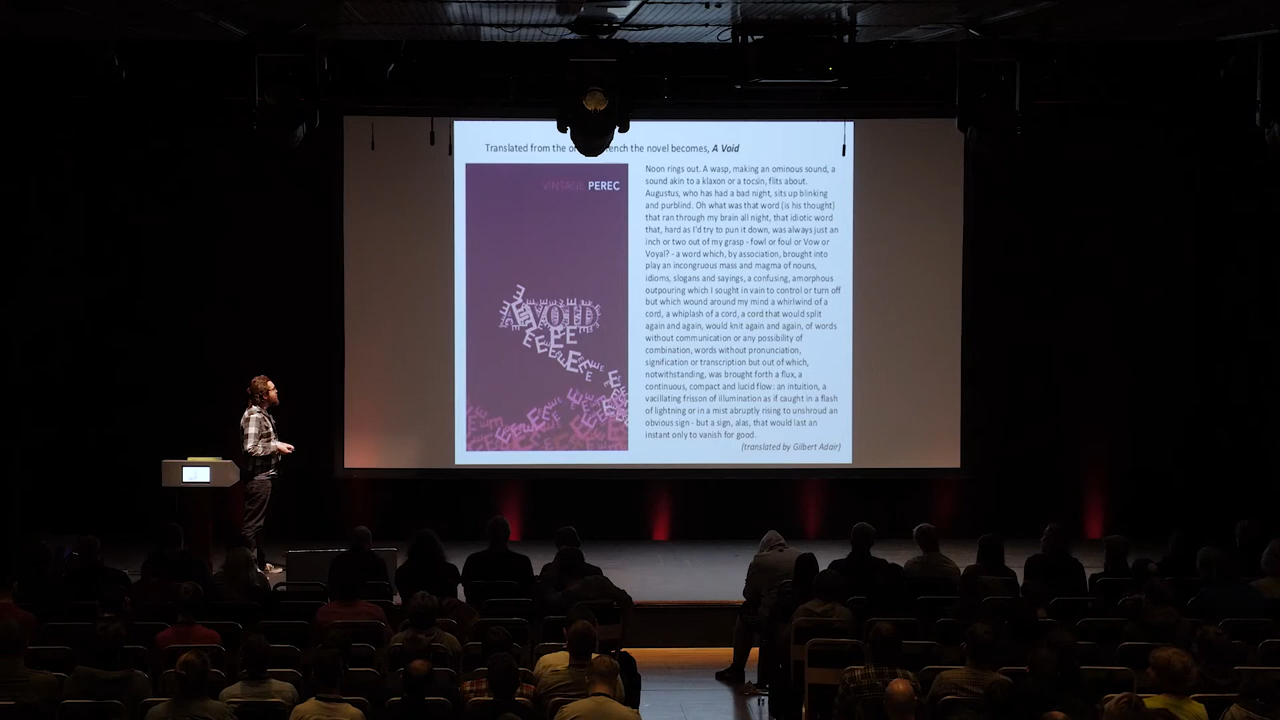 Translated from the or ench the novel becomes, A Void
VINTAGE PEREC
A VOID
Noon rings out. A wasp, making an ominous sound, a
sound akin to a klaxon or a tocsin, flits about.
Augustus, who has had a bad night, sits up blinking
and purblind. Oh what was that word (is his thought)
that ran through my brain all night, that idiotic word
that, hard as I'd try to pun it down, was always just an
inch or two out of my grasp - fowl or foul or Vow or
Voyal? - a word which, by association, brought into
play an incongruous mass and magma of nouns,
idioms, slogans and sayings, a confusing, amorphous
outpouring which I sought in vain to control or turn off
but which wound around my mind a whirlwind of a
cord, a whiplash of a cord, a cord that would split
again and again, would knit again and again, of words
without communication or any possibility of
combination, words without pronunciation,
signification or transcription but out of which,
notwithstanding, was brought forth a flux, a
continuous, compact and lucid flow: an intuition, a
vacillating frisson of illumination as if caught in a flash
of lightning or in a mist abruptly rising to unshroud an
obvious sign - but a sign, alas, that would last an
instant only to vanish for good.
(translated by Gilbert Adair)